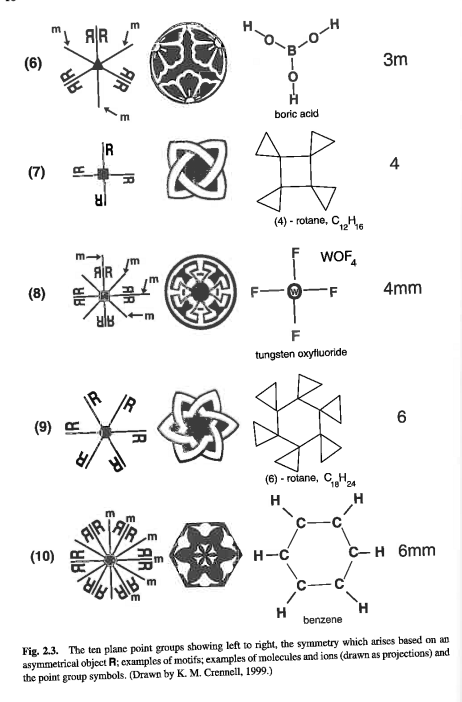 (6)
m
m
m
ЯR
R
R
R
R
H
O
B
O
H
O
H
3m
boric acid
(7)
R
R
R
R
4
(4) - rotane, C12H16
(8)
m
m
m
m
ЯR
F
WOF4
F
W
F
F
4mm
tungsten oxyfluoride
(9)
R
R
R
R
R
R
6
(6) - rotane, C18H24
(10)
m
m
m
m
m
m
H
H
C
C
H
C
C
H
6mm
C
C
H
H
benzene
Fig. 2.3. The ten plane point groups showing left to right, the symmetry which arises based on an
asymmetrical object R; examples of motifs; examples of molecules and ions (drawn as projections) and
the point group symbols. (Drawn by K. M. Crennell, 1999.)